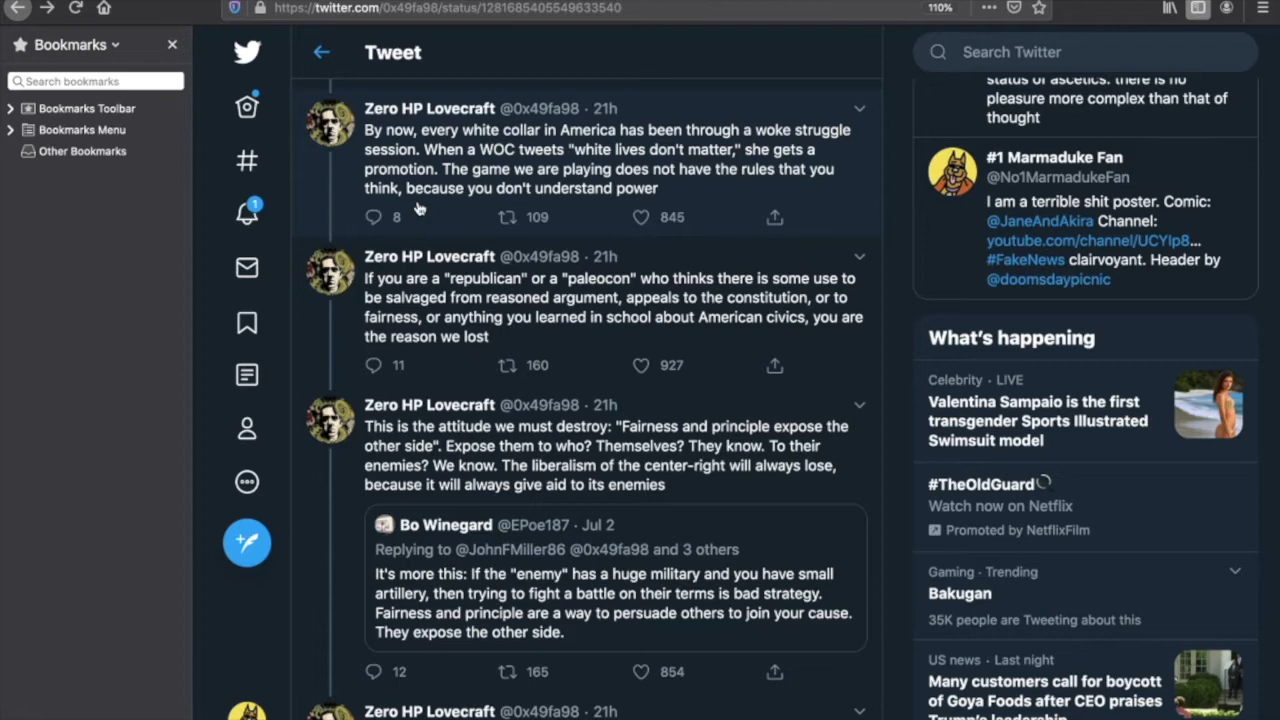 https://twitter.com/0x49fa98/status/1281685405549633540
110%
Bookmarks
Search bookmarks
Bookmarks Toolbar
Bookmarks Menu
Other Bookmarks
1
Tweet
Zero HP Lovecraft @0x49fa98 · 21h
By now, every white collar in America has been through a woke struggle
session. When a WOC tweets "white lives don't matter," she gets a
promotion. The game we are playing does not have the rules that you
think, because you don't understand power
8 109 845
Zero HP Lovecraft @0x49fa98 · 21h
If you are a "republican" or a "paleocon" who thinks there is some use to
be salvaged from reasoned argument, appeals to the constitution, or to
fairness, or anything you learned in school about American civics, you are
the reason we lost
11 160 927
Zero HP Lovecraft @0x49fa98 · 21h
This is the attitude we must destroy: "Fairness and principle expose the
other side". Expose them to who? Themselves? They know. To their
enemies? We know. The liberalism of the center-right will always lose,
because it will always give aid to its enemies
Bo Winegard @EPoe187 · Jul 2
Replying to @JohnFMiller86 @0x49fa98 and 3 others
It's more this: If the "enemy" has a huge military and you have small
artillery, then trying to fight a battle on their terms is bad strategy.
Fairness and principle are a way to persuade others to join your cause.
They expose the other side.
12 165 854
Zero HP Lovecraft @0x49fa98 · 21h
Search Twitter
status of ascetics. there is no
pleasure more complex than that of
thought
#1 Marmaduke Fan
@No1MarmadukeFan
I am a terrible shit poster. Comic:
@JaneAndAkira Channel:
youtube.com/channel/UCYIp8...
#FakeNews clairvoyant. Header by
@doomsdaypicnic
What's happening
Celebrity · LIVE
Valentina Sampaio is the first
transgender Sports Illustrated
Swimsuit model
#TheOldGuard
Watch now on Netflix
Promoted by NetflixFilm
Gaming · Trending
Bakugan
35K people are Tweeting about this
US news · Last night
Many customers call for boycott
of Goya Foods after CEO praises
Trump's leadership